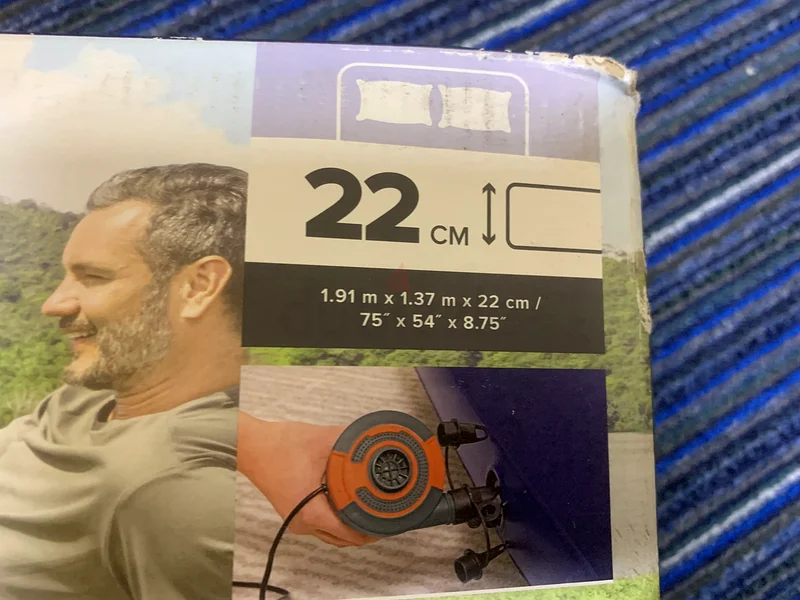 22 CM
1.91 m x 1.37 m x 22 cm /
75″ x 54″ x 8.75″